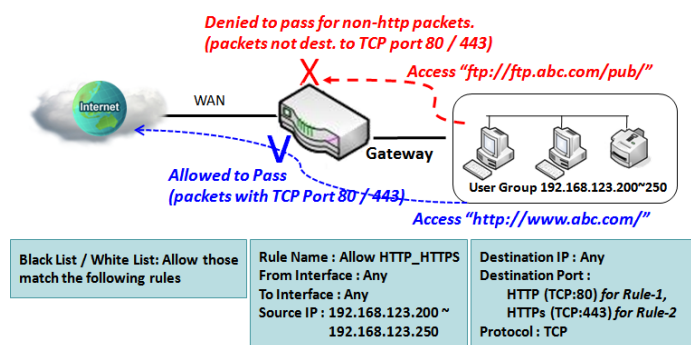 Denied to pass for non-http packets.
(packets not dest. to TCP port 80 / 443)
X
Access “ftp://ftp.abc.com/pub/”
Internet
WAN
Gateway
V
Allowed to Pass
(packets with TCP Port 80 / 443)
User Group 192.168.123.200~250
Access “http://www.abc.com/”
Black List / White List: Allow those
match the following rules
Rule Name : Allow HTTP_HTTPS
From Interface : Any
To Interface : Any
Source IP : 192.168.123.200 ~
192.168.123.250
Destination IP : Any
Destination Port :
HTTP (TCP:80) for Rule-1,
HTTPs (TCP:443) for Rule-2
Protocol : TCP